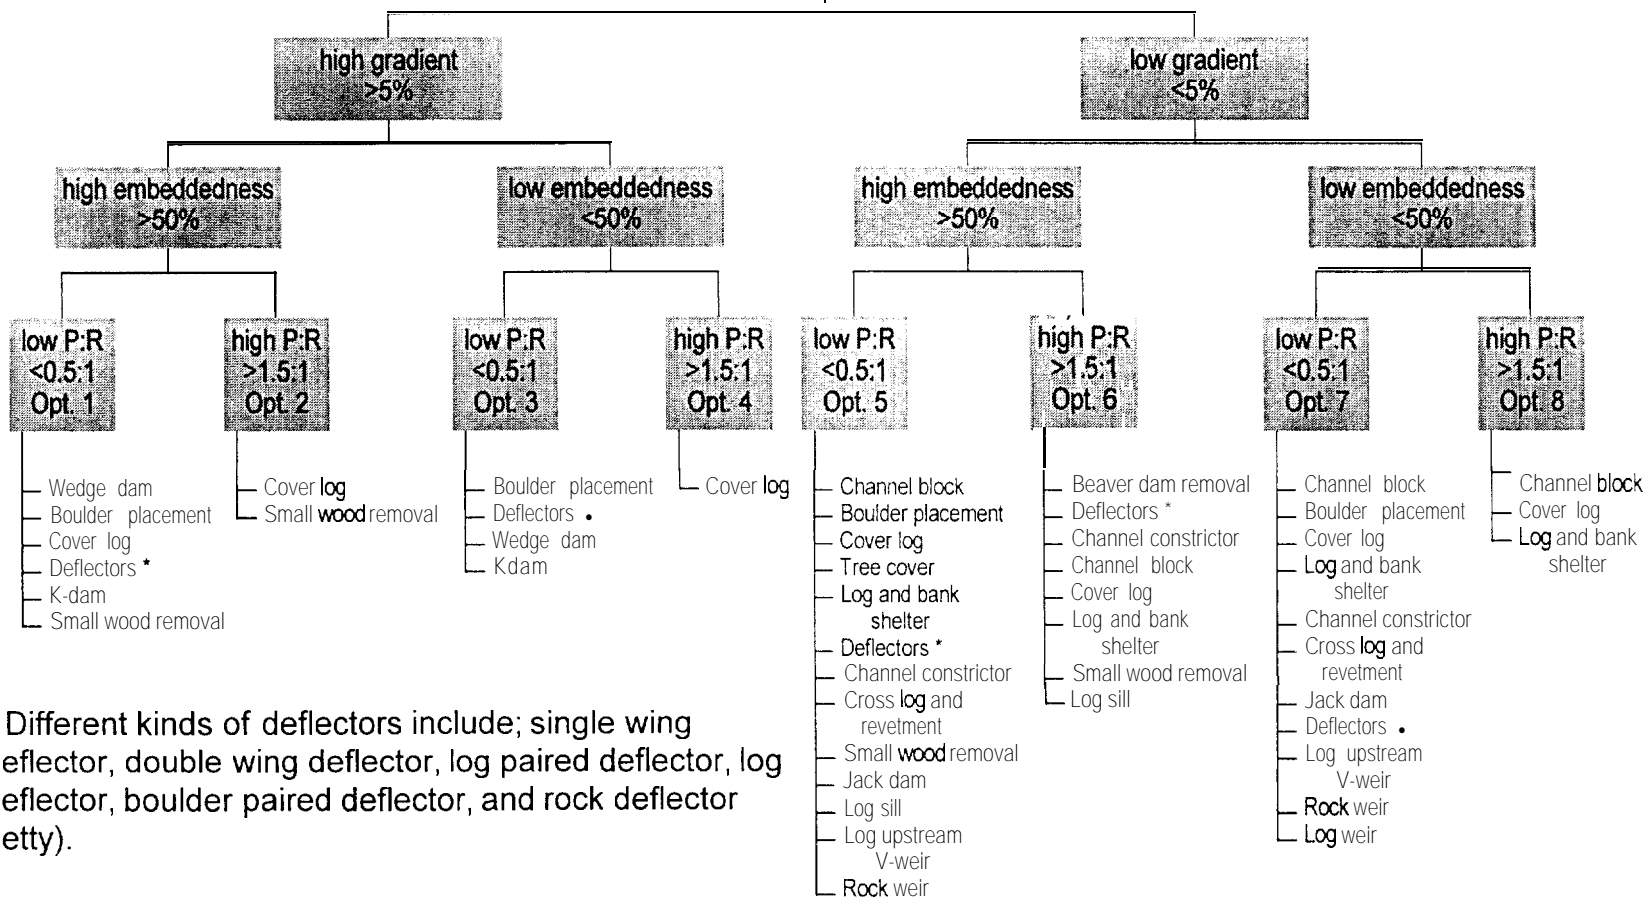 high gradient
>5%
low gradient
<5%
high embeddedness
>50%
low embeddedness
<50%
high embeddedness
>50%
low embeddedness
<50%
low P:R
<0.5:1
Opt. 1
high P:R
>1.5:1
Opt. 2
low P:R
<0.5:1
Opt. 3
high P:R
>1.5:1
Opt. 4
low P:R
<0.5:1
Opt. 5
high P:R
>1.5:1
Opt. 6
low P:R
<0.5:1
Opt. 7
high P:R
>1.5:1
Opt. 8
Wedge dam
Boulder placement
Cover log
Deflectors *
K-dam
Small wood removal
Cover log
Small wood removal
Boulder placement
Deflectors •
Wedge dam
Kdam
Cover log
Channel block
Boulder placement
Cover log
Tree cover
Log and bank
shelter
Deflectors *
Channel constrictor
Cross log and
revetment
Small wood removal
Jack dam
Log sill
Log upstream
V-weir
Rock weir
Beaver dam removal
Deflectors *
Channel constrictor
Channel block
Cover log
Log and bank
shelter
Small wood removal
Log sill
Channel block
Boulder placement
Cover log
Log and bank
shelter
Channel constrictor
Cross log and
revetment
Jack dam
Deflectors •
Log upstream
V-weir
Rock weir
Log weir
Channel block
Cover log
Log and bank
shelter
Different kinds of deflectors include; single wing
eflector, double wing deflector, log paired deflector, log
eflector, boulder paired deflector, and rock deflector
etty).